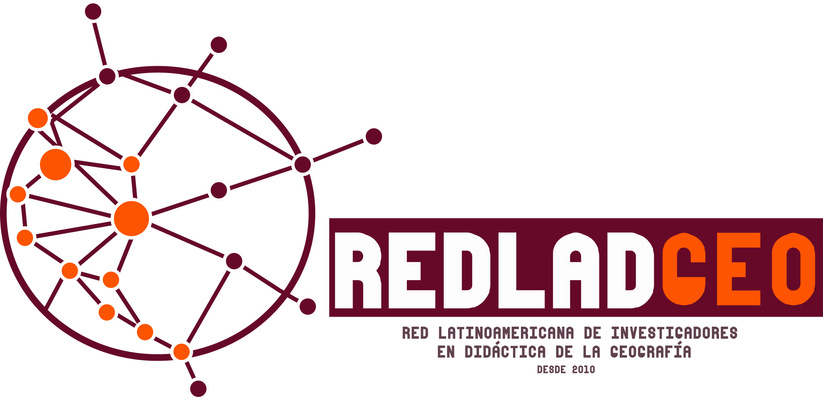 REDLADGEO
RED LATINOAMERICANA DE INVESTIGADORES
EN DIDÁCTICA DE LA GEOGRAFÍA
DESDE 2010